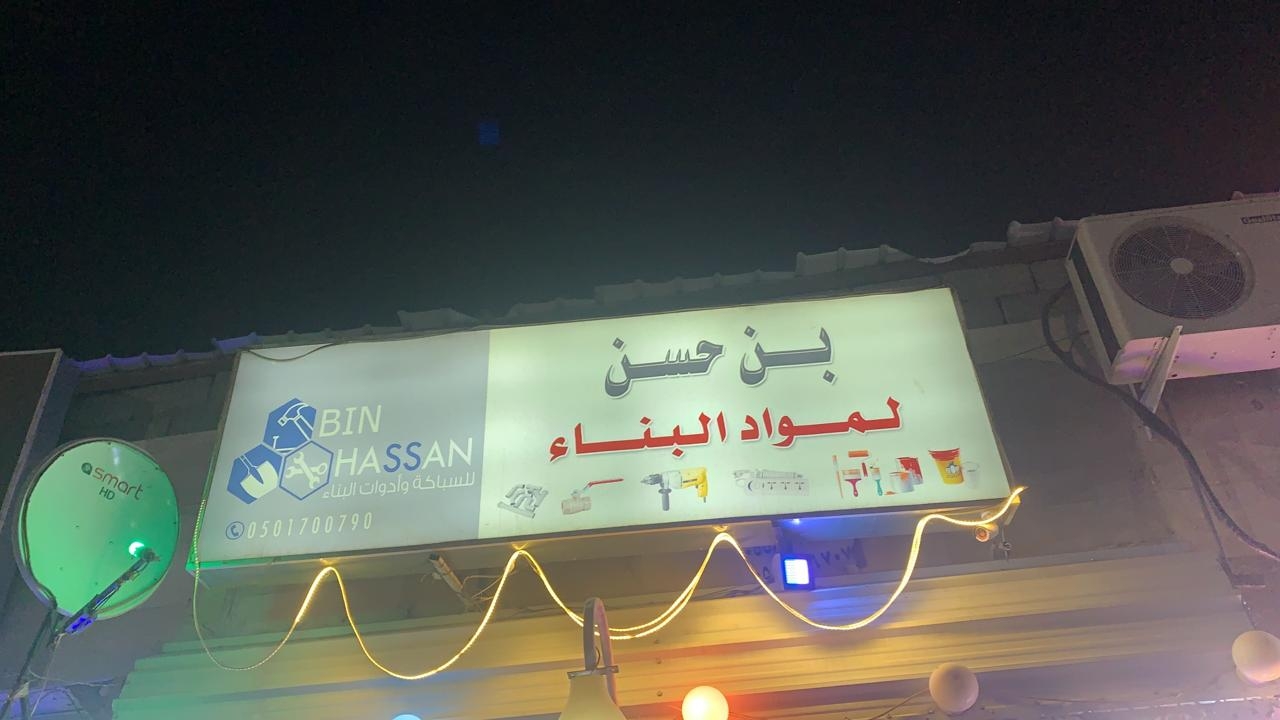 بن حسن
لمواد البناء
BIN
HASSAN
للسباكة وأدوات البناء
0501700790
smart
HD